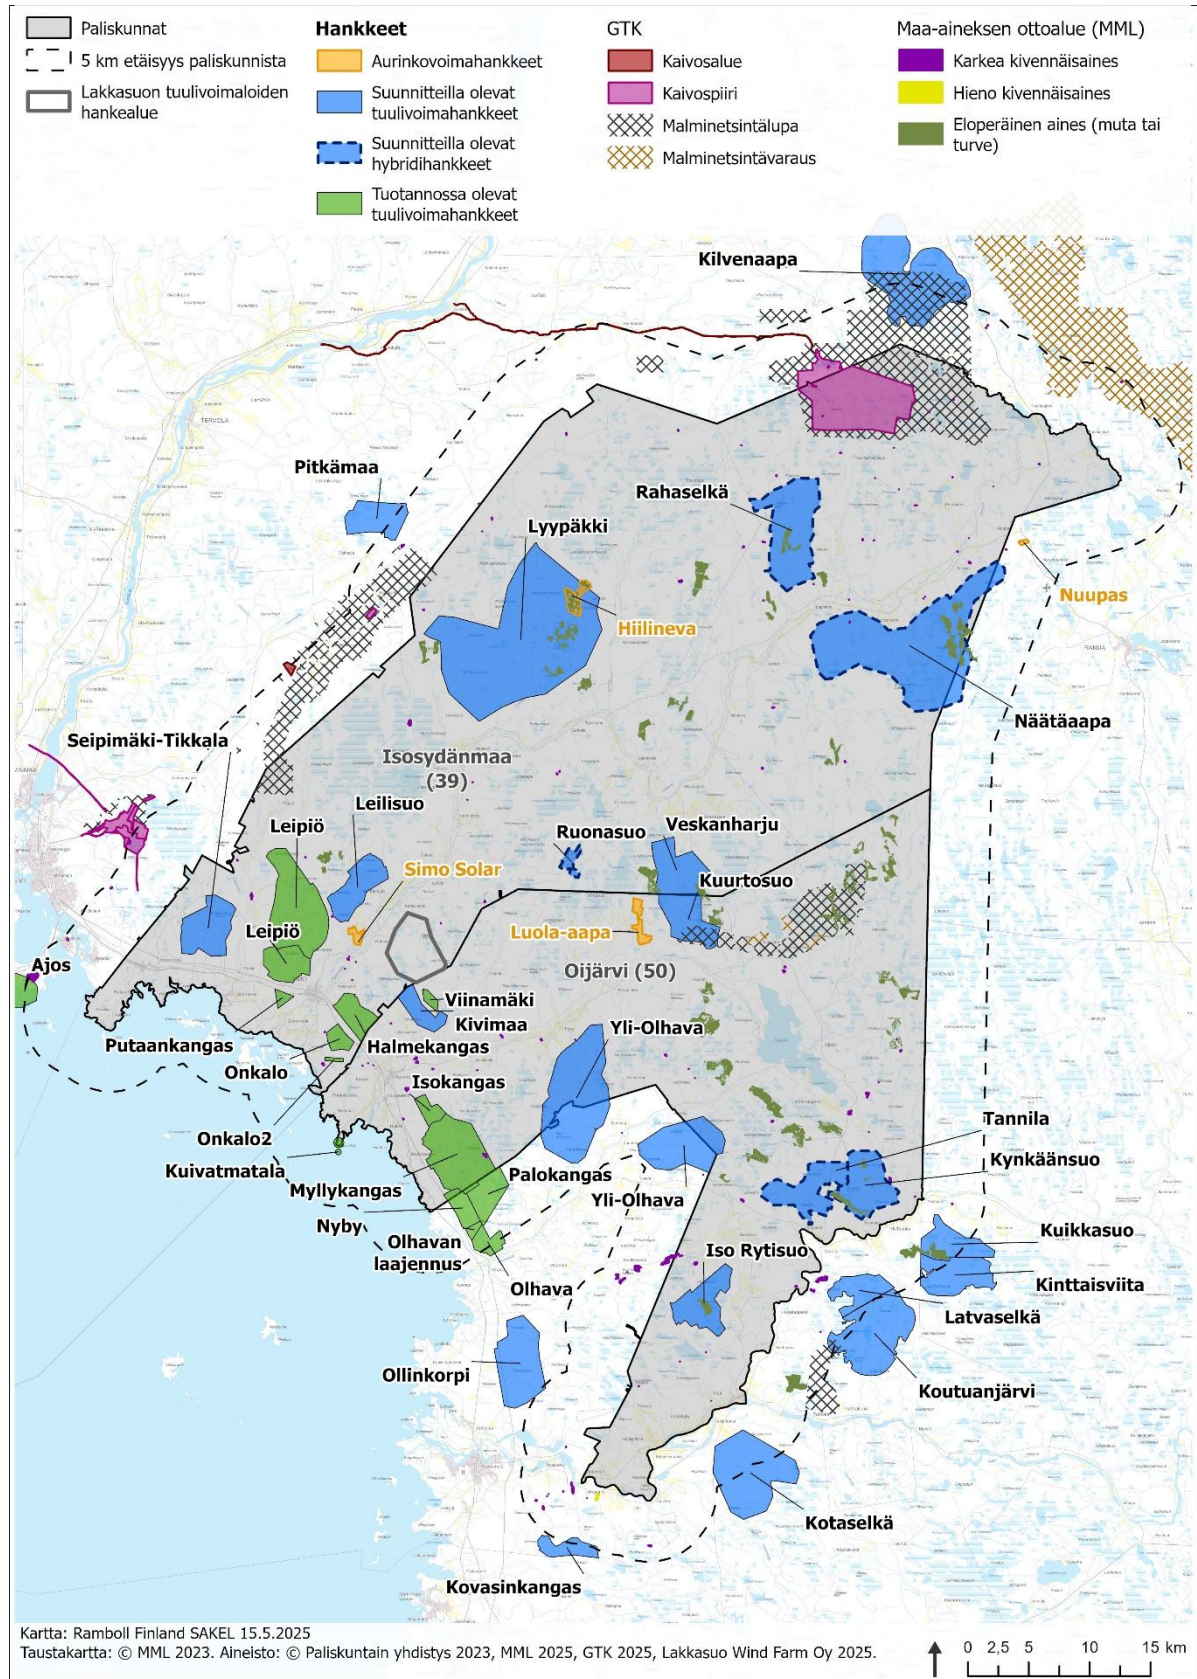 Paliskunnat
5 km etäisyys paliskunnista
Lakkasuon tuulivoimaloiden
hankealue
Hankkeet
Aurinkovoimahankkeet
Suunnitteilla olevat
tuulivoimahankkeet
Suunnitteilla olevat
hybridihankkeet
Tuotannossa olevat
tuulivoimahankkeet
GTK
Kaivosalue
Kaivospiiri
Malminetsintälupa
Malminetsintävaraus
Maa-aineksen ottoalue (MML)
Karkea kivennäisaines
Hieno kivennäisaines
Eloperäinen aines (muta tai
turve)
Kilvenaapa
TERVOLA
Pitkämaa
Rahaselkä
Lyypäkki
Nuupas
Hiilineva
RANUA
Näätäaapa
Seipimäki-Tikkala
Isosydänmaa
(39)
Leilisuo
Leipiö
Ruonasuo
Veskanharju
Simo Solar
Kuurtosuo
Leipiö
Luola-aapa
Ajos
Oijärvi (50)
Viinamäki
Kivimaa
Yli-Olhava
Putaankangas
Halmekangas
Onkalo
Isokangas
Tannila
Onkalo2
Kuivatmatala
Kynkäänsuo
Palokangas
Myllykangas
Yli-Olhava
Nyby
Kuikkasuo
Olhavan
laajennus
Iso Rytisuo
Olhava
Kinttaisviita
Latvaselkä
Ollinkorpi
Koutuanjärvi
Kotaselkä
Kovasinkangas
Kartta: Ramboll Finland SAKEL 15.5.2025
Taustakartta: © MML 2023. Aineisto: © Paliskuntain yhdistys 2023, MML 2025, GTK 2025, Lakkasuo Wind Farm Oy 2025.
0 2,5 5 10 15 km